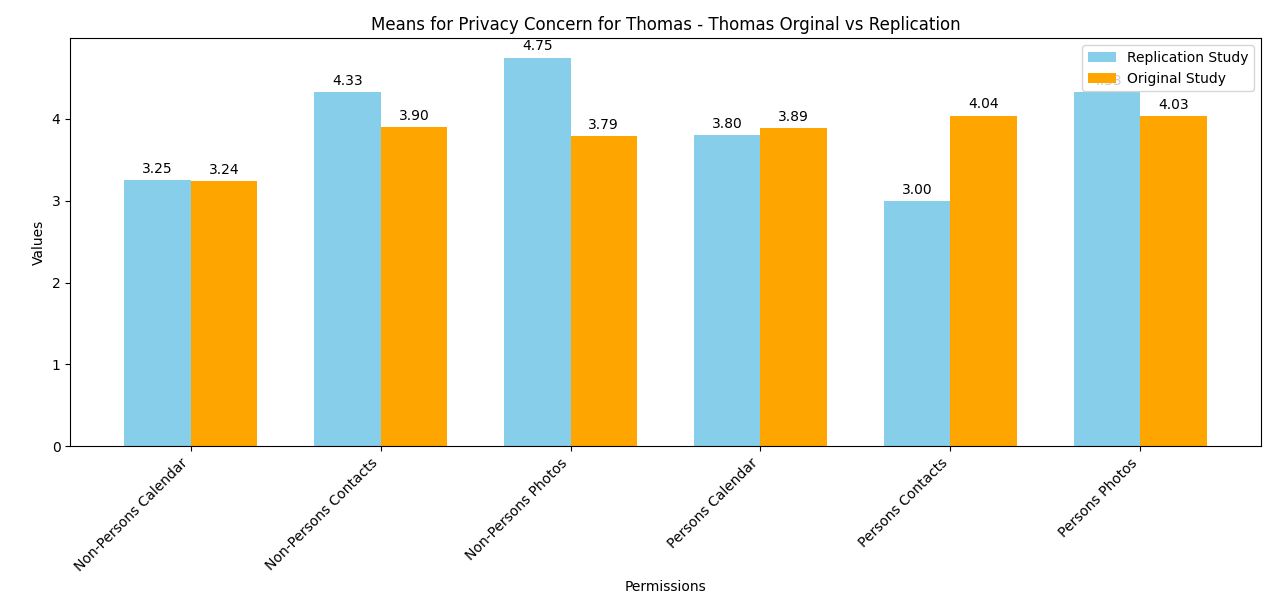 Means for Privacy Concern for Thomas - Thomas Orginal vs Replication
Replication Study
Original Study
Values
4
3
2
1
0
3.25
3.24
4.33
3.90
4.75
3.79
3.80
3.89
3.00
4.04
4.33
4.03
Non-Persons Calendar
Non-Persons Contacts
Non-Persons Photos
Persons Calendar
Persons Contacts
Persons Photos
Permissions